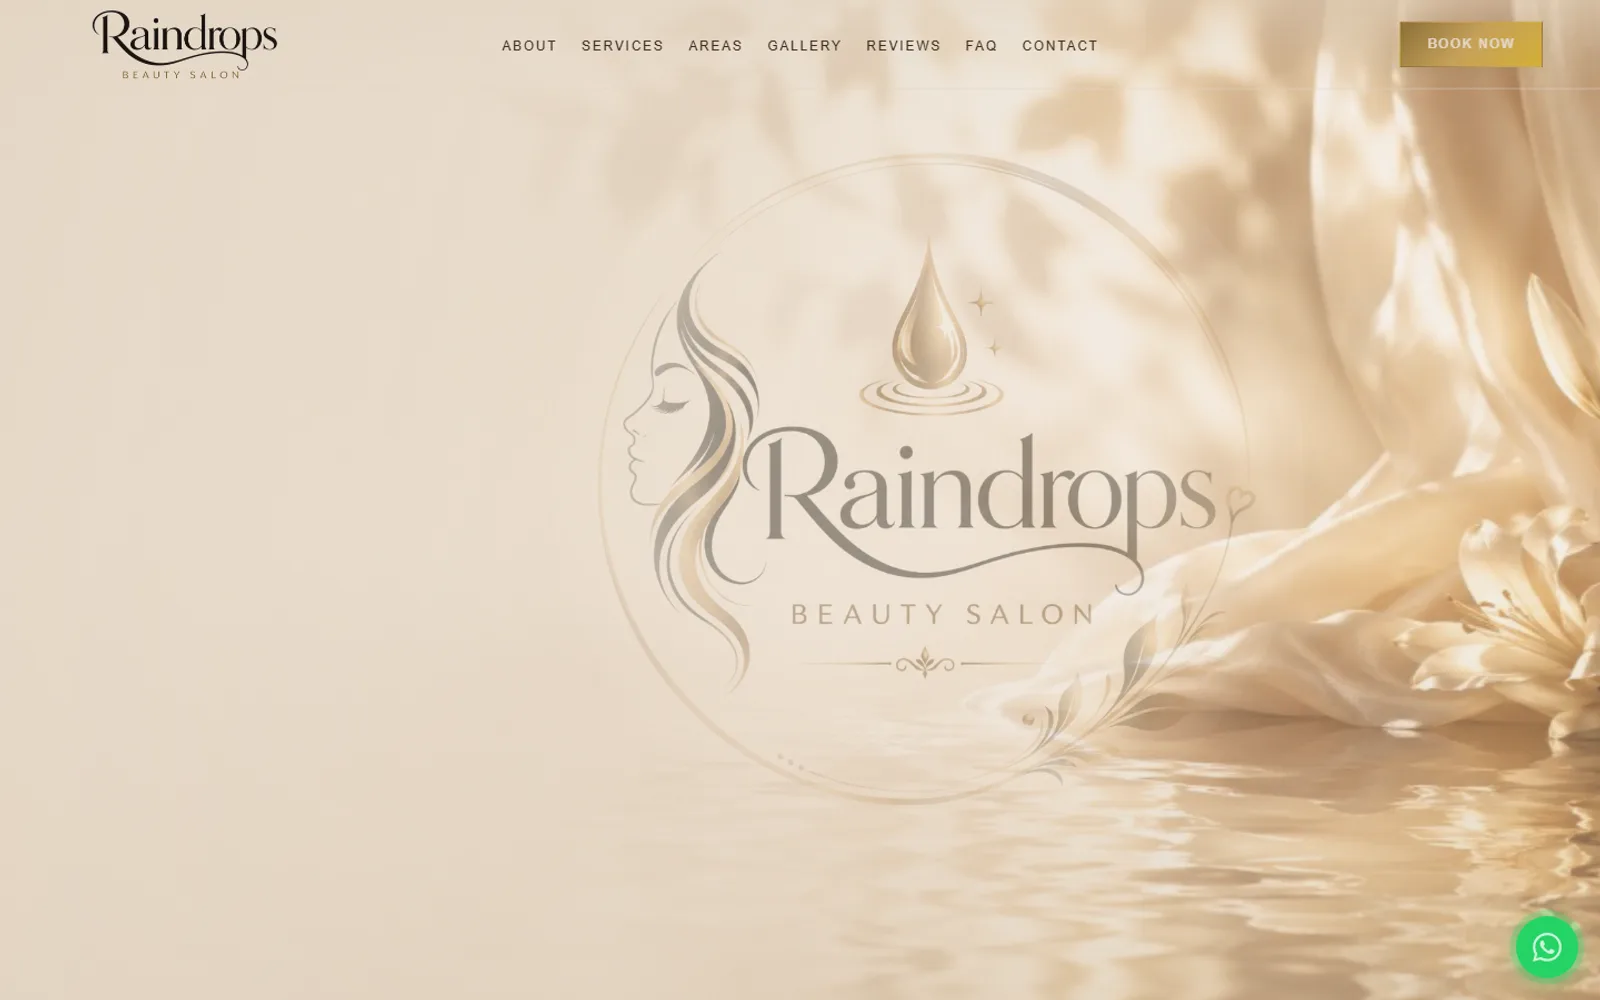 Raindrops
BEAUTY SALON
ABOUT SERVICES AREAS GALLERY REVIEWS FAQ CONTACT
BOOK NOW
Raindrops
BEAUTY SALON